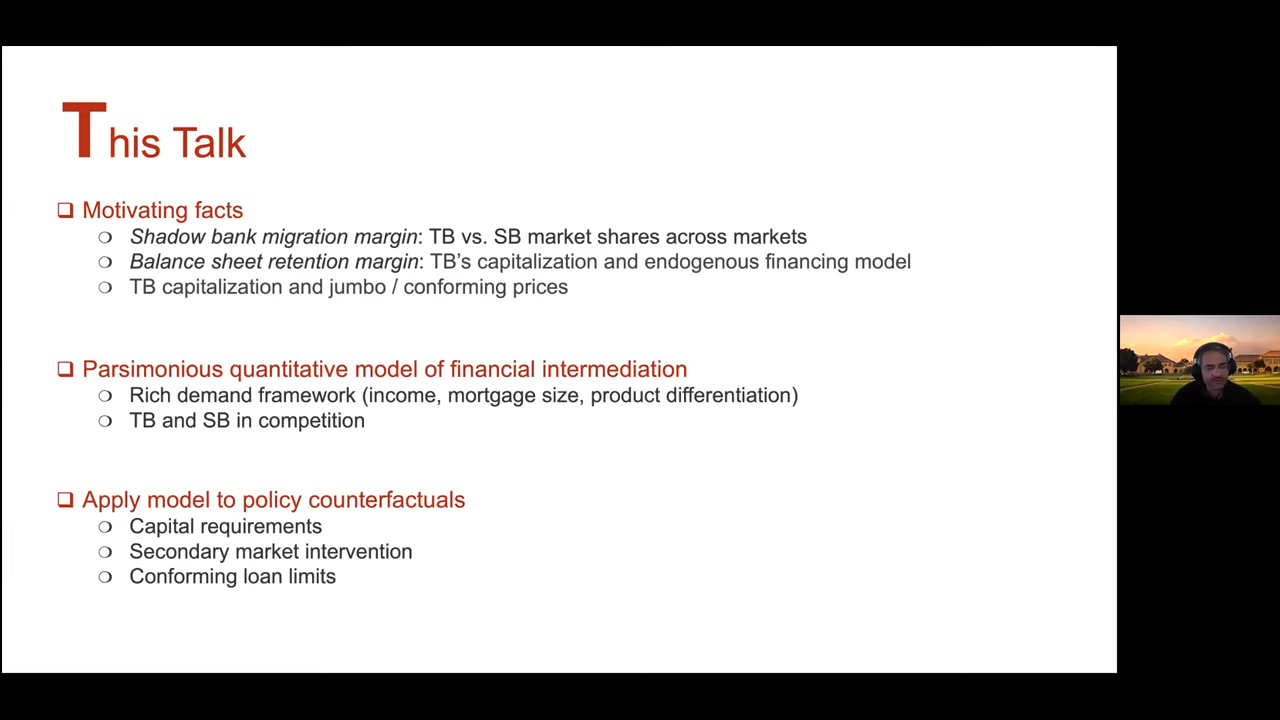 This Talk
❑ Motivating facts
❍ Shadow bank migration margin: TB vs. SB market shares across markets
❍ Balance sheet retention margin: TB's capitalization and endogenous financing model
❍ TB capitalization and jumbo / conforming prices
❑ Parsimonious quantitative model of financial intermediation
❍ Rich demand framework (income, mortgage size, product differentiation)
❍ TB and SB in competition
❑ Apply model to policy counterfactuals
❍ Capital requirements
❍ Secondary market intervention
❍ Conforming loan limits